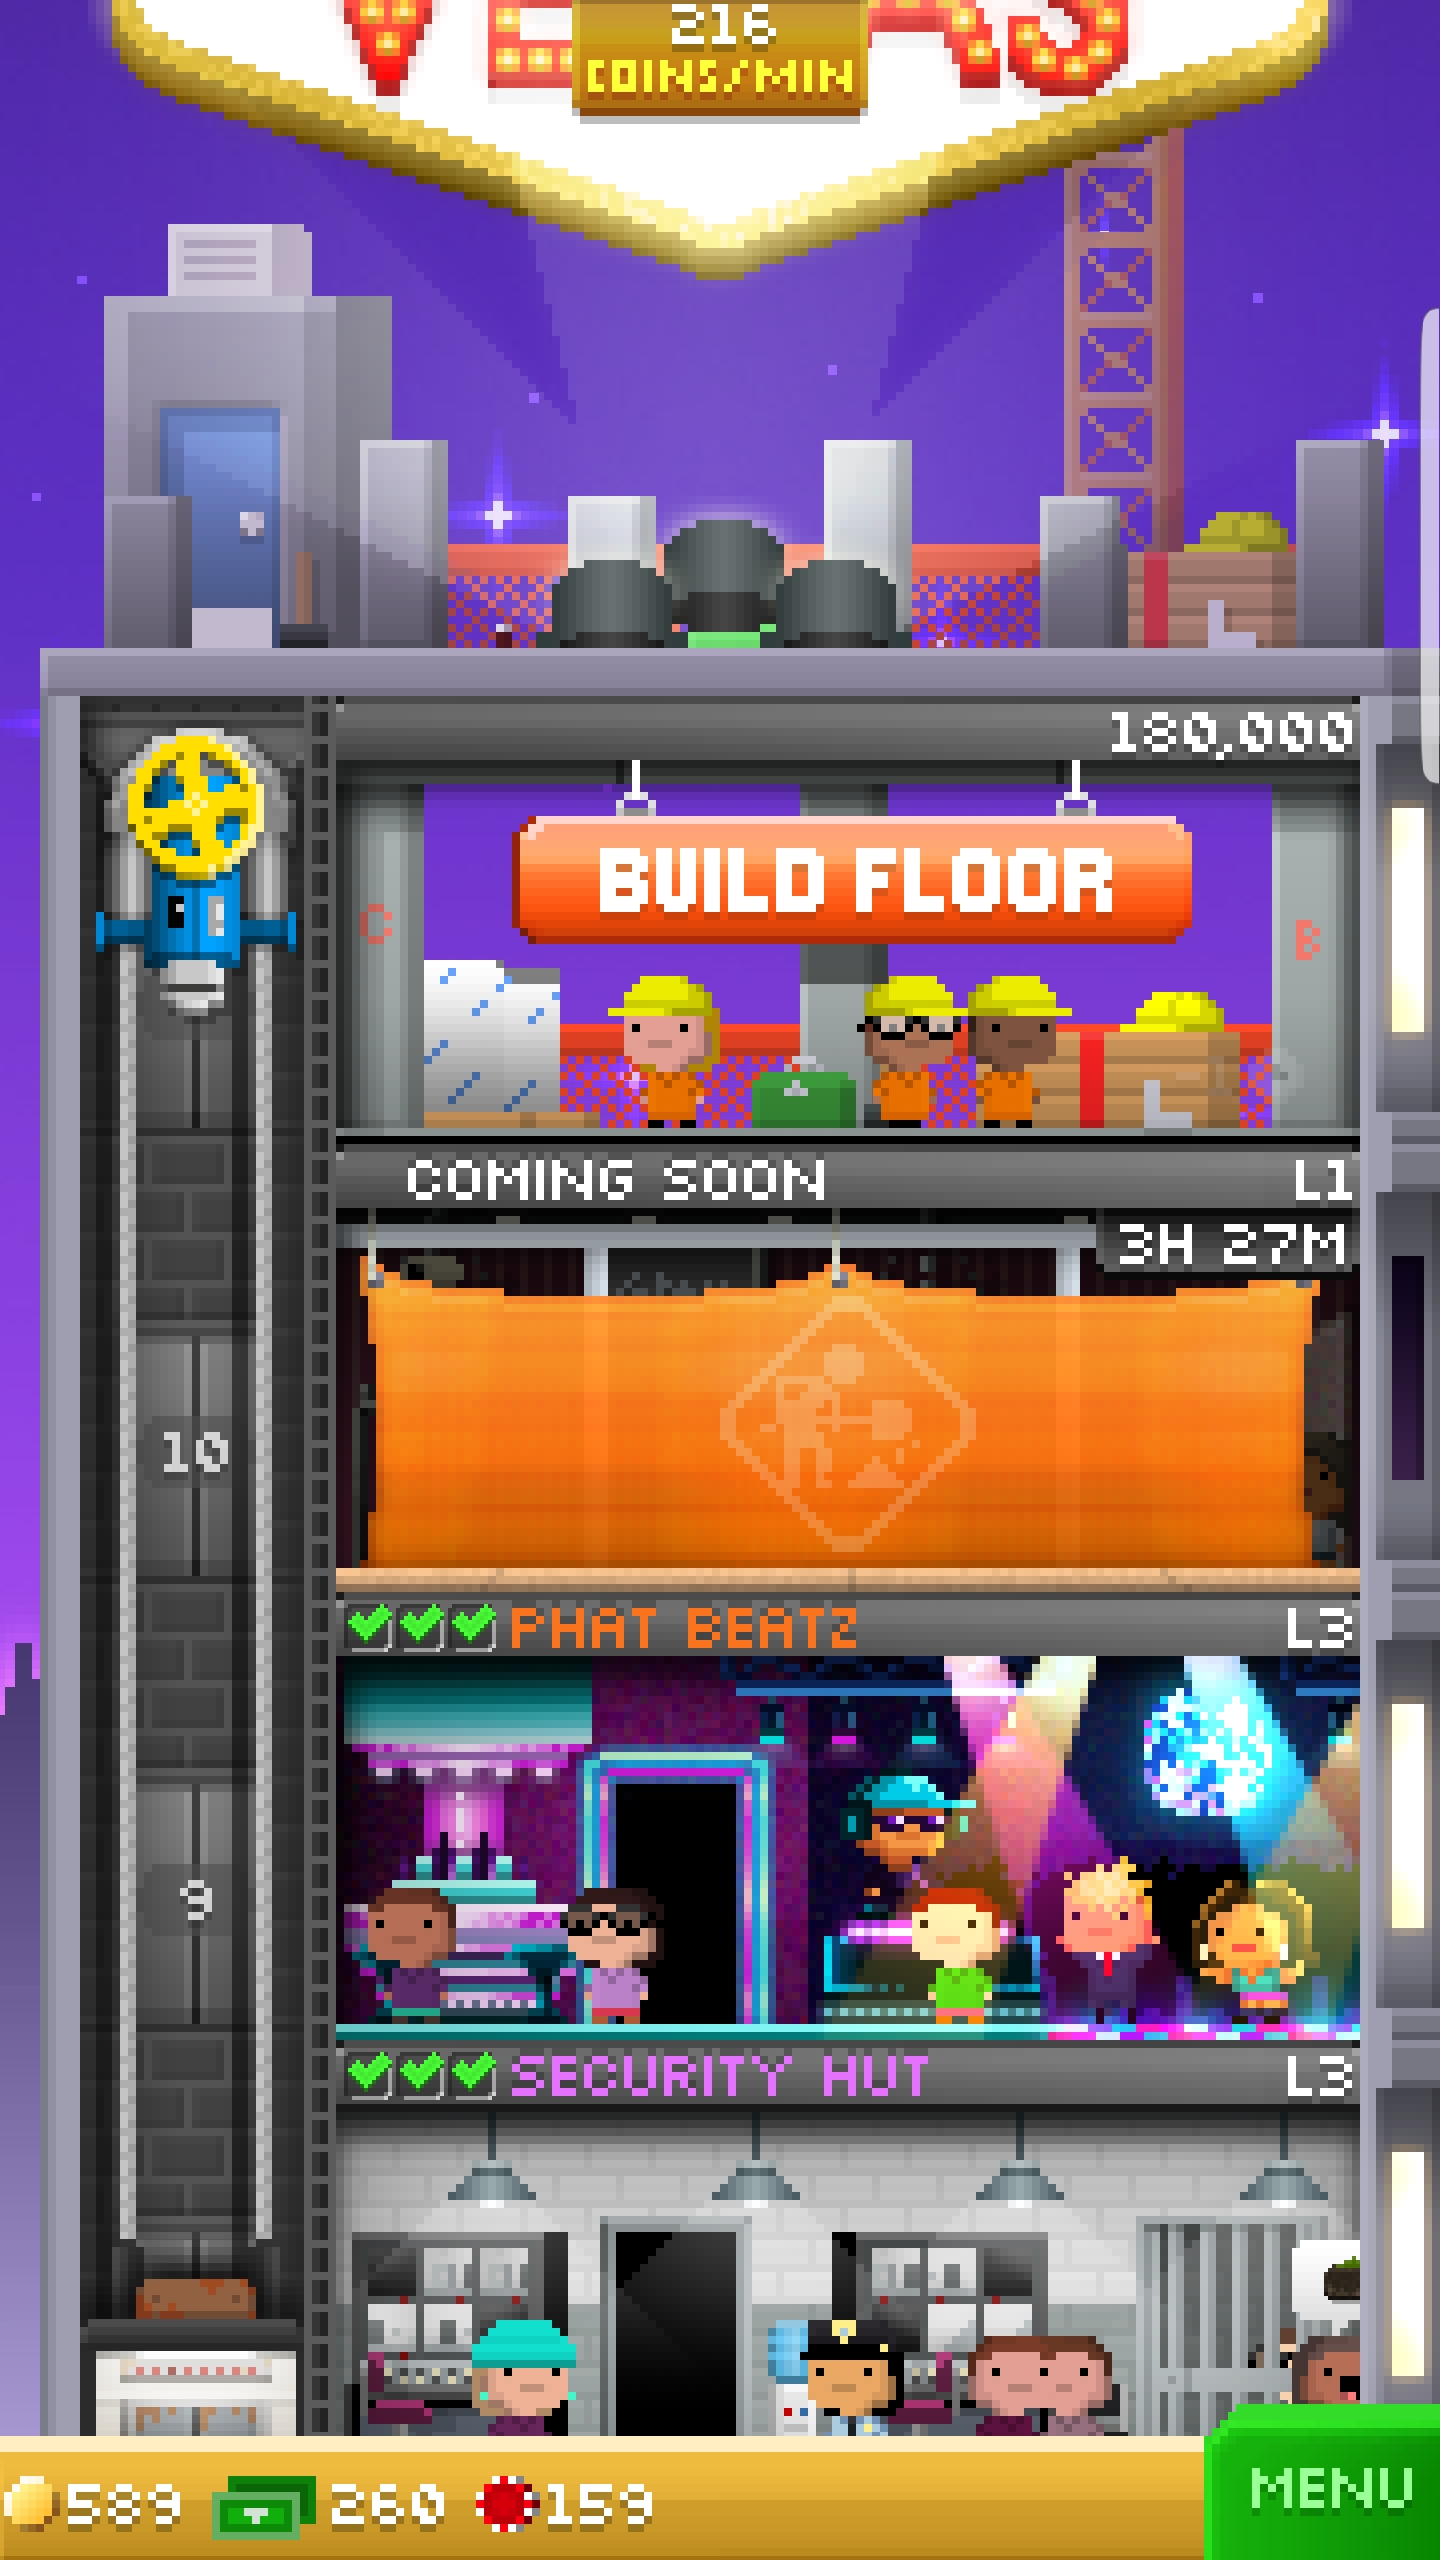 216
COINS/MIN
180,000
BUILD FLOOR
C
B
COMING SOON L1
3H 27M
10
PHAT BEATZ L3
9
SECURITY HUT L3
589 260 159
MENU